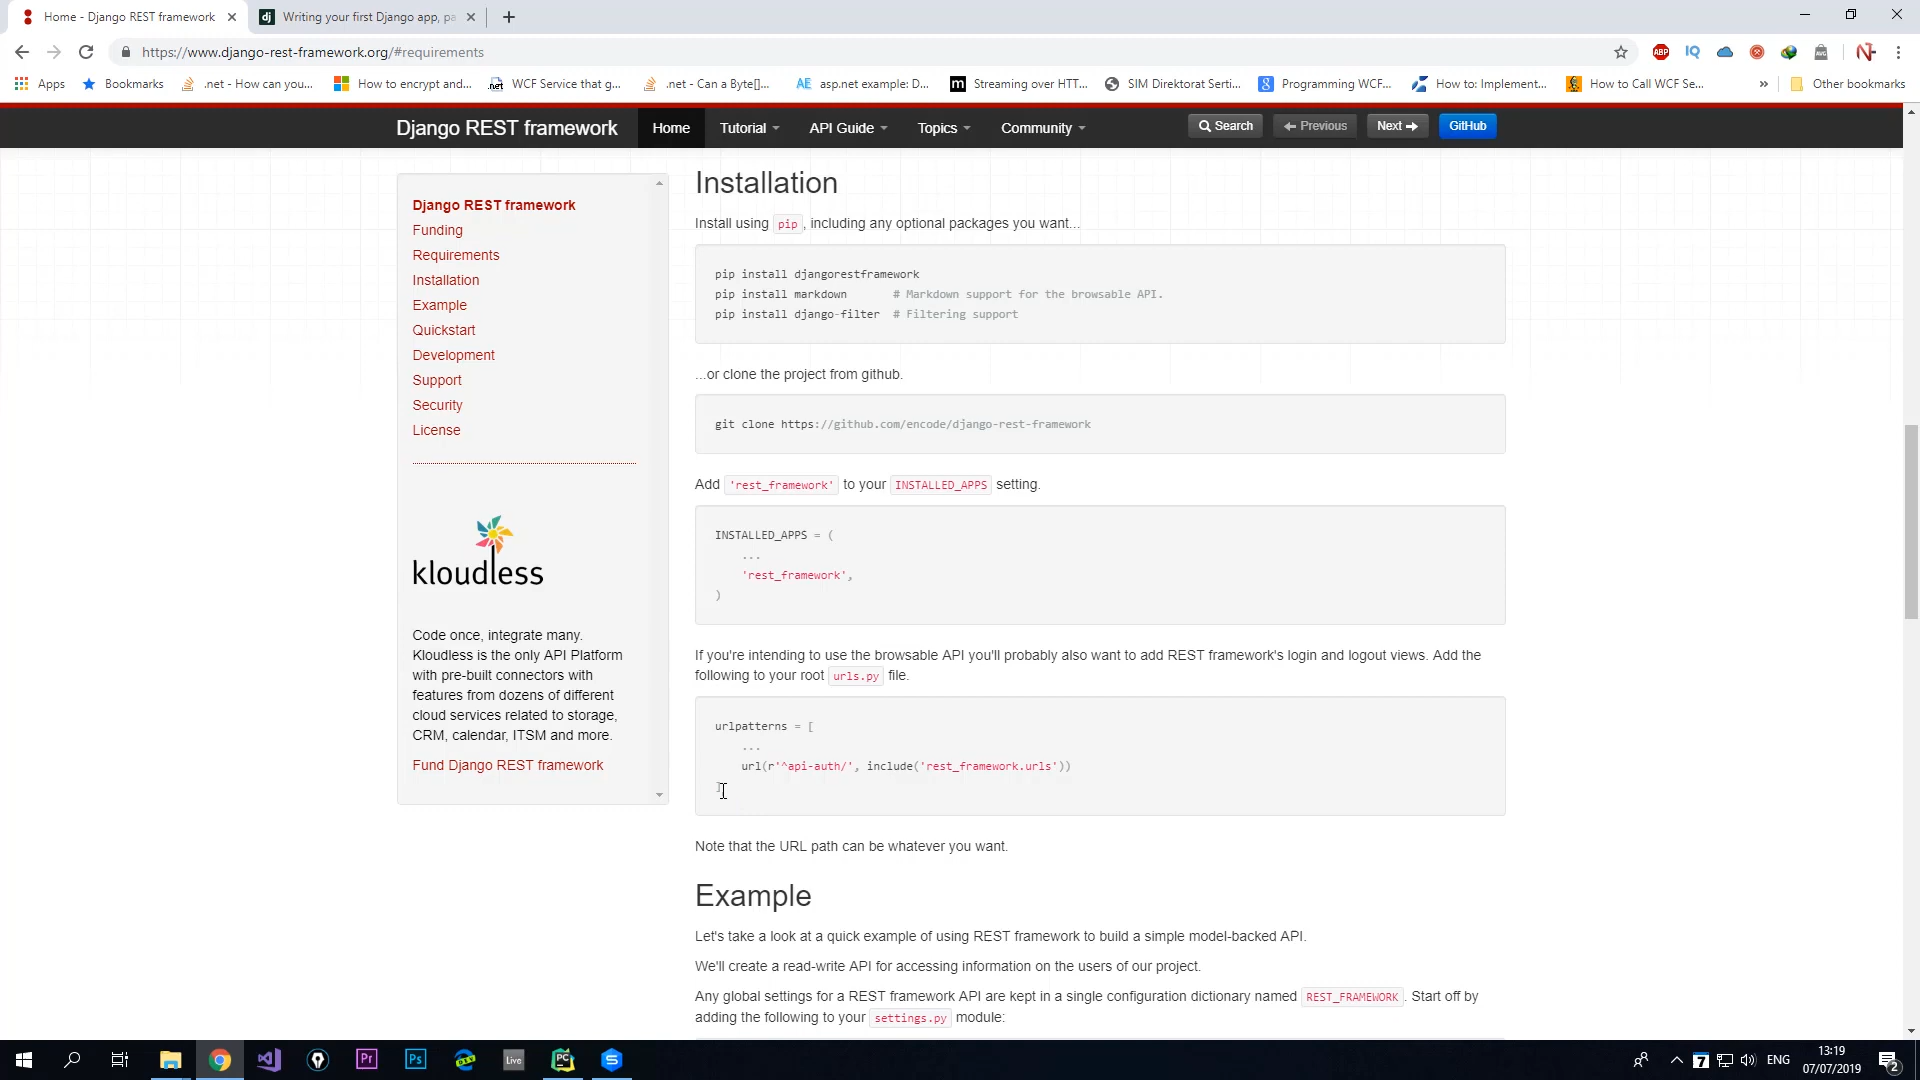 Home - Django REST framework
Writing your first Django app, pa
https://www.django-rest-framework.org/#requirements
Apps
Bookmarks
.net - How can you...
How to encrypt and...
WCF Service that g...
.net - Can a Byte[]...
asp.net example: D...
Streaming over HTT...
SIM Direktorat Serti...
Programming WCF...
How to: Implement...
How to Call WCF Se...
»
Other bookmarks
Django REST framework
Home
Tutorial
API Guide
Topics
Community
Search
Previous
Next
GitHub
Django REST framework
Funding
Requirements
Installation
Example
Quickstart
Development
Support
Security
License
kloudless
Code once, integrate many.
Kloudless is the only API Platform
with pre-built connectors with
features from dozens of different
cloud services related to storage,
CRM, calendar, ITSM and more.
Fund Django REST framework
Installation
Install using pip, including any optional packages you want...
pip install djangorestframework
pip install markdown       # Markdown support for the browsable API.
pip install django-filter  # Filtering support
...or clone the project from github.
git clone https://github.com/encode/django-rest-framework
Add 'rest_framework' to your INSTALLED_APPS setting.
INSTALLED_APPS = (
    ...
    'rest_framework',
)
If you're intending to use the browsable API you'll probably also want to add REST framework's login and logout views. Add the
following to your root urls.py file.
urlpatterns = [
    ...
    url(r'^api-auth/', include('rest_framework.urls'))
]
Note that the URL path can be whatever you want.
Example
Let's take a look at a quick example of using REST framework to build a simple model-backed API.
We'll create a read-write API for accessing information on the users of our project.
Any global settings for a REST framework API are kept in a single configuration dictionary named REST_FRAMEWORK. Start off by
adding the following to your settings.py module:
Pr
Ps
Live
PC
S
7
ENG
13:19
07/07/2019
2